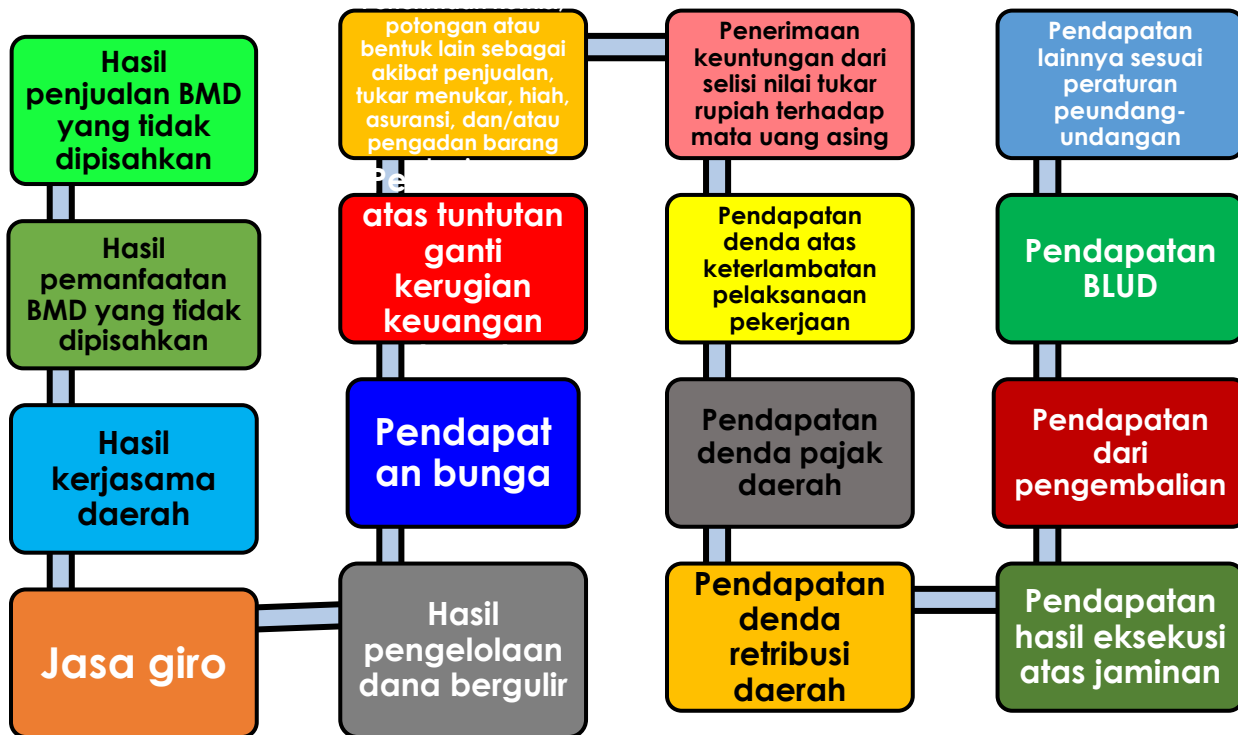 Hasil
penjualan BMD
yang tidak
dipisahkan
Hasil
pemanfaatan
BMD yang tidak
dipisahkan
Hasil
kerjasama
daerah
Jasa giro
Hasil
pengelolaan
dana bergulir
Pendapat
an bunga
atas tuntutan
ganti
kerugian
keuangan
potongan atau
bentuk lain sebagai
akibat penjualan,
tukar menukar, hiah,
asuransi, dan/atau
pengadan barang
Penerimaan
keuntungan dari
selisi nilai tukar
rupiah terhadap
mata uang asing
Pendapatan
denda atas
keterlambatan
pelaksanaan
pekerjaan
Pendapatan
denda pajak
daerah
Pendapatan
denda
retribusi
daerah
Pendapatan
hasil eksekusi
atas jaminan
Pendapatan
dari
pengembalian
Pendapatan
BLUD
Pendapatan
lainnya sesuai
peraturan
peundang-
undangan